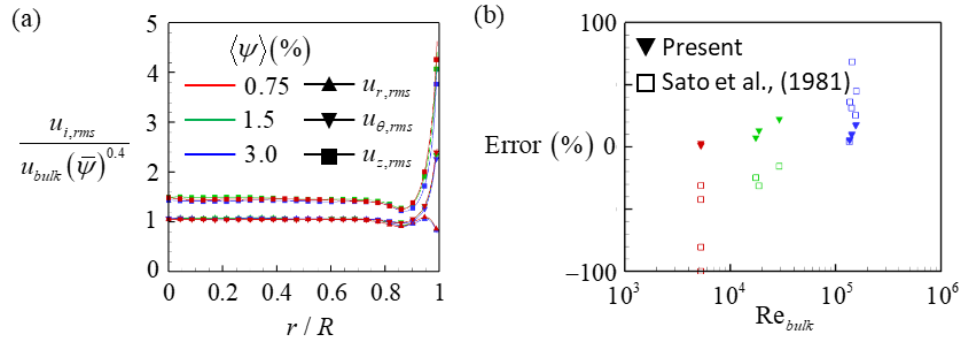 (a)
5
4
3
2
1
0
⟨ψ⟩(%)
0.75
1.5
3.0
u_{r,rms}
u_{θ,rms}
u_{z,rms}
u_{i,rms}
u_{bulk}(ψ̅)^{0.4}
0 0.2 0.4 0.6 0.8 1
r / R
(b)
100
0
−100
Error (%)
Present
Sato et al., (1981)
10^3 10^4 10^5 10^6
Re_{bulk}